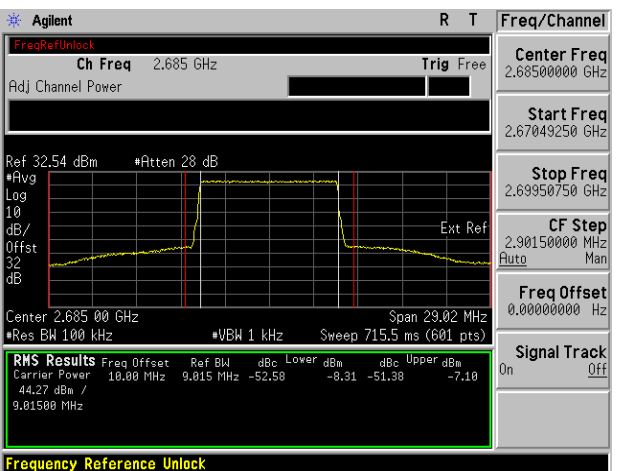 Agilent R T Freq/Channel
FreqRefUnlock
Ch Freq 2.685 GHz Trig Free
Adj Channel Power
Center Freq
2.68500000 GHz
Start Freq
2.67049250 GHz
Ref 32.54 dBm #Atten 28 dB
#Avg
Log
10
dB/
Offst
32
dB
Ext Ref
Stop Freq
2.69950750 GHz
CF Step
2.90150000 MHz
Auto Man
Center 2.685 00 GHz Span 29.02 MHz
#Res BW 100 kHz #VBW 1 kHz Sweep 715.5 ms (601 pts)
Freq Offset
0.00000000 Hz
RMS Results Freq Offset Ref BW dBc Lower dBm dBc Upper dBm
Carrier Power 10.00 MHz 9.015 MHz -52.58 -8.31 -51.38 -7.10
44.27 dBm /
9.01500 MHz
Signal Track
On Off
Frequency Reference Unlock